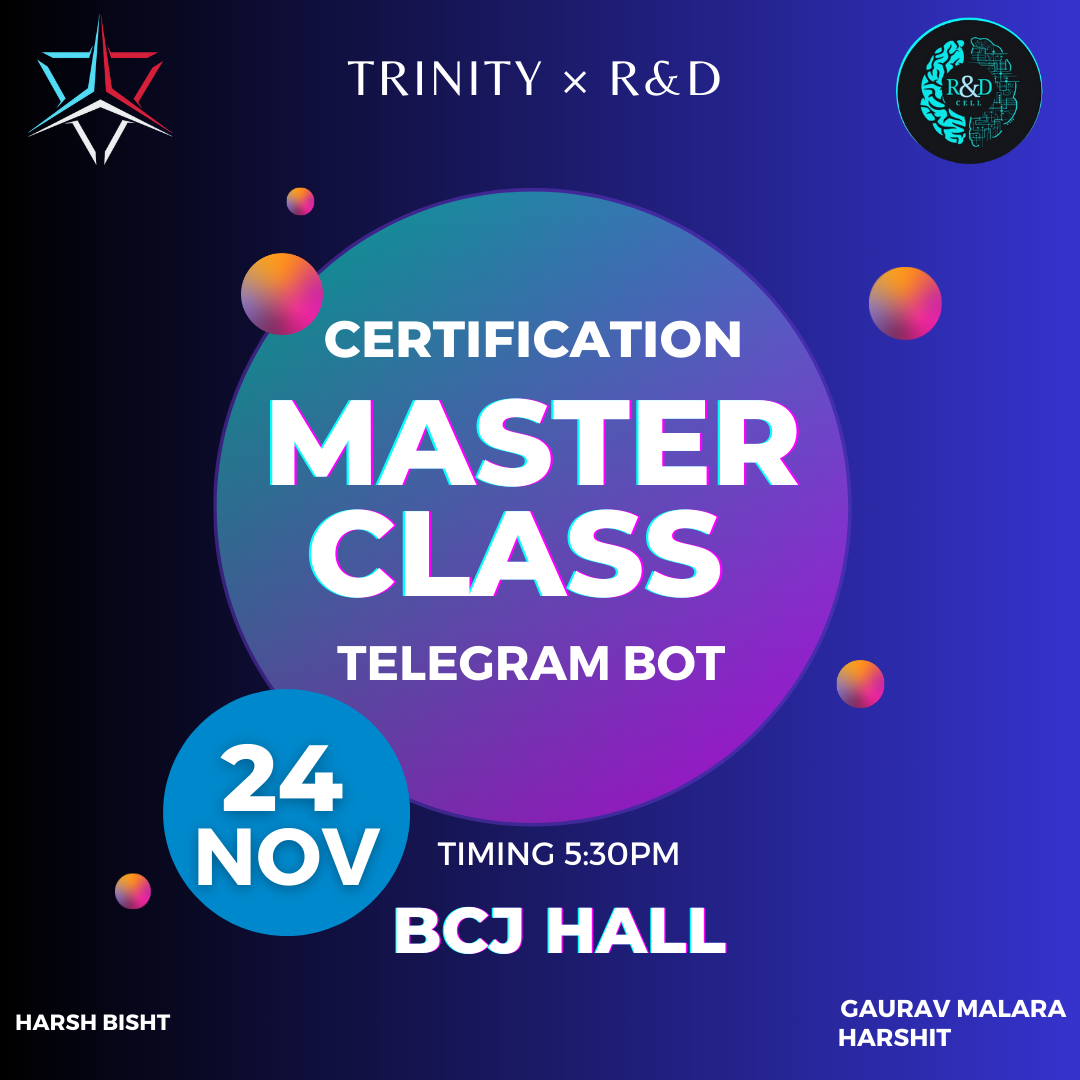 TRINITY × R&D
R&D
CELL
CERTIFICATION
MASTER
CLASS
TELEGRAM BOT
24
NOV
TIMING 5:30PM
BCJ HALL
HARSH BISHT
GAURAV MALARA
HARSHIT